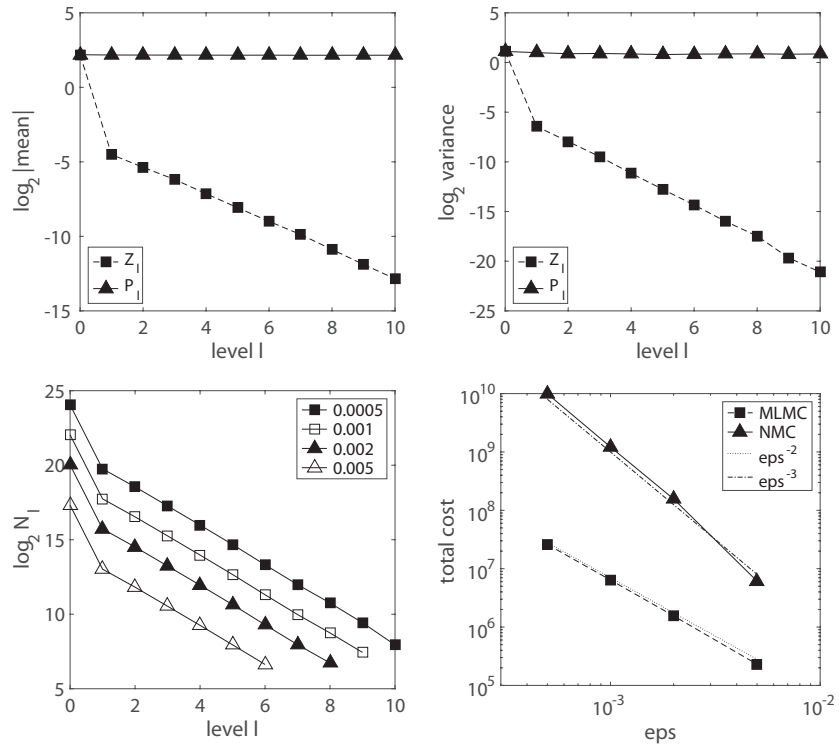 5
0
-5
-10
-15
log2 |mean|
0 2 4 6 8 10
level l
Z l
P l
5
0
-5
-10
-15
-20
-25
log2 variance
0 2 4 6 8 10
level l
Z l
P l
25
20
15
10
5
log2 N l
0 2 4 6 8 10
level l
0.0005
0.001
0.002
0.005
10^10
10^9
10^8
10^7
10^6
10^5
total cost
10^-3 10^-2
eps
MLMC
NMC
eps^-2
eps^-3